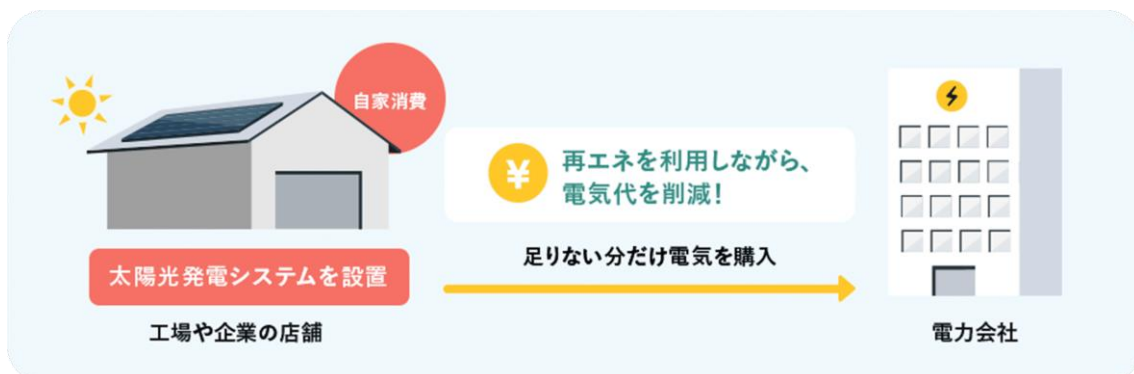 自家消費
¥
再エネを利用しながら、
電気代を削減!
足りない分だけ電気を購入
太陽光発電システムを設置
工場や企業の店舗
電力会社